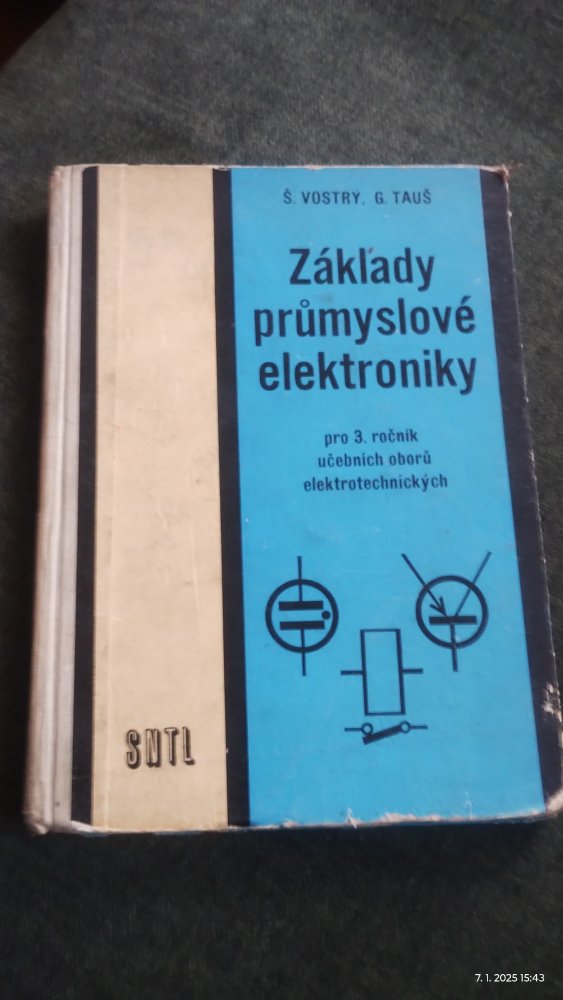 Š. VOSTRÝ, G. TAUŠ
Základy
průmyslové
elektroniky
pro 3. ročník
učebních oborů
elektrotechnických
SNTL
7. 1. 2025 15:43